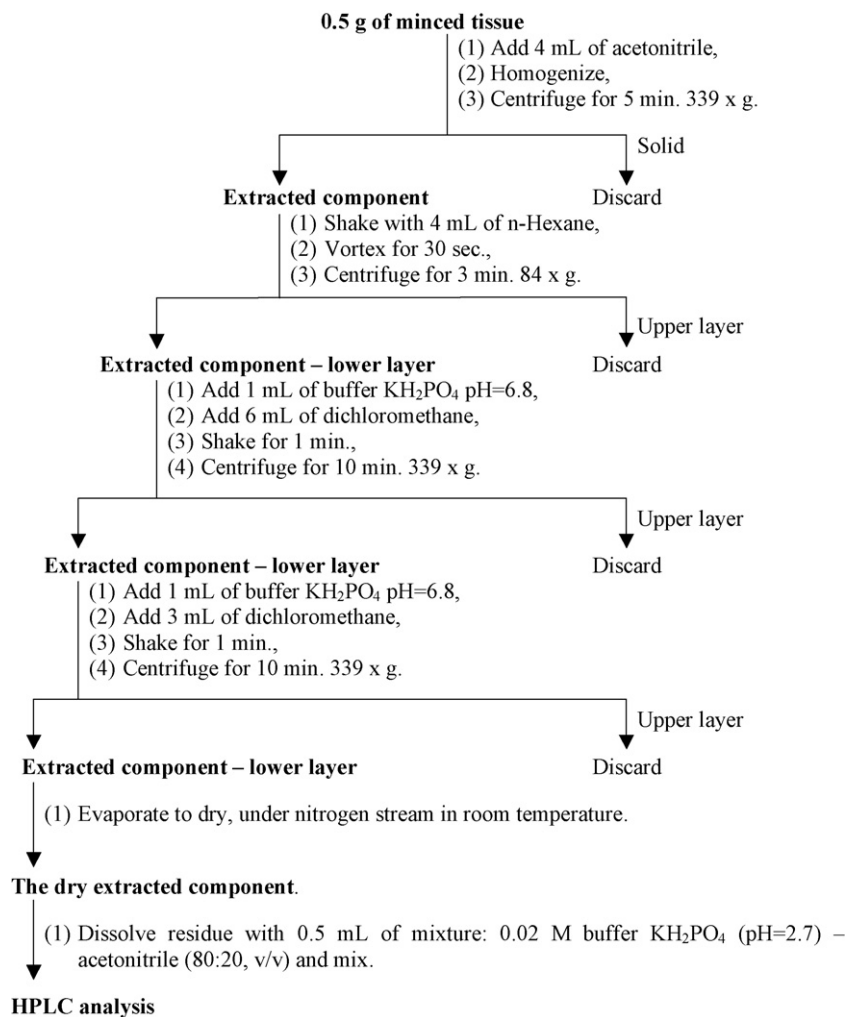 0.5 g of minced tissue
(1) Add 4 mL of acetonitrile,
(2) Homogenize,
(3) Centrifuge for 5 min. 339 x g.
Solid
Extracted component
Discard
(1) Shake with 4 mL of n-Hexane,
(2) Vortex for 30 sec.,
(3) Centrifuge for 3 min. 84 x g.
Upper layer
Extracted component – lower layer
Discard
(1) Add 1 mL of buffer KH₂PO₄ pH=6.8,
(2) Add 6 mL of dichloromethane,
(3) Shake for 1 min.,
(4) Centrifuge for 10 min. 339 x g.
Upper layer
Extracted component – lower layer
Discard
(1) Add 1 mL of buffer KH₂PO₄ pH=6.8,
(2) Add 3 mL of dichloromethane,
(3) Shake for 1 min.,
(4) Centrifuge for 10 min. 339 x g.
Upper layer
Extracted component – lower layer
Discard
(1) Evaporate to dry, under nitrogen stream in room temperature.
The dry extracted component.
(1) Dissolve residue with 0.5 mL of mixture: 0.02 M buffer KH₂PO₄ (pH=2.7) –
acetonitrile (80:20, v/v) and mix.
HPLC analysis